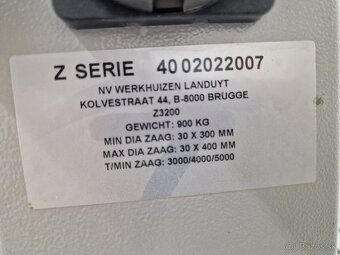 Z SERIE 40 02022007
NV WERKHUIZEN LANDUYT
KOLVESTRAAT 44, B-8000 BRUGGE
Z3200
GEWICHT: 900 KG
MIN DIA ZAAG: 30 X 300 MM
MAX DIA ZAAG: 30 X 400 MM
T/MIN ZAAG: 3000/4000/5000